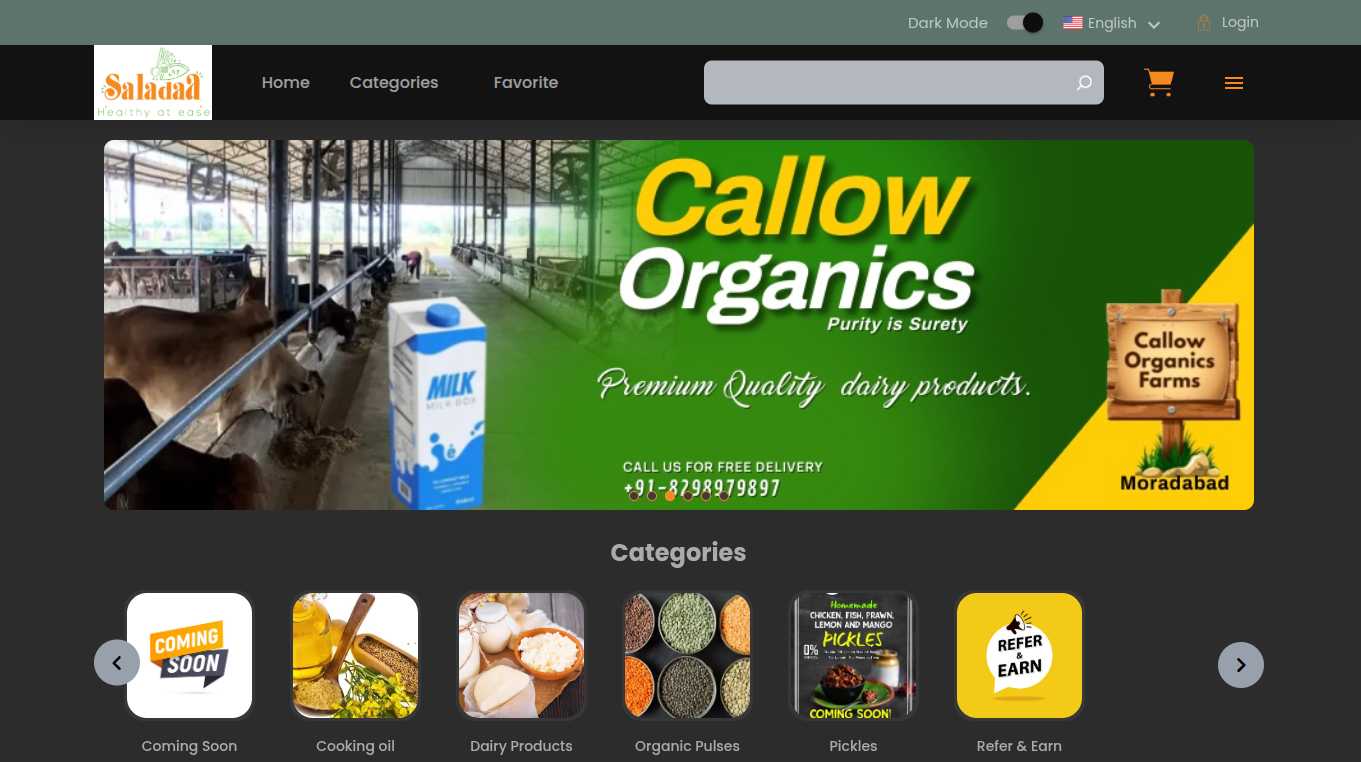 Dark Mode
English
Login
Saladaa
Healthy at ease
Home
Categories
Favorite
Callow
Organics
Purity is Surety
Premium Quality dairy products.
Callow
Organics
Farms
MILK
MILK BOX
CALL US FOR FREE DELIVERY
+91-8298979897
Moradabad
Categories
COMING
SOON
Homemade
CHICKEN, FISH, PRAWN,
LEMON AND MANGO
PICKLES
0%
COMING SOON!
REFER
&
EARN
Coming Soon
Cooking oil
Dairy Products
Organic Pulses
Pickles
Refer & Earn